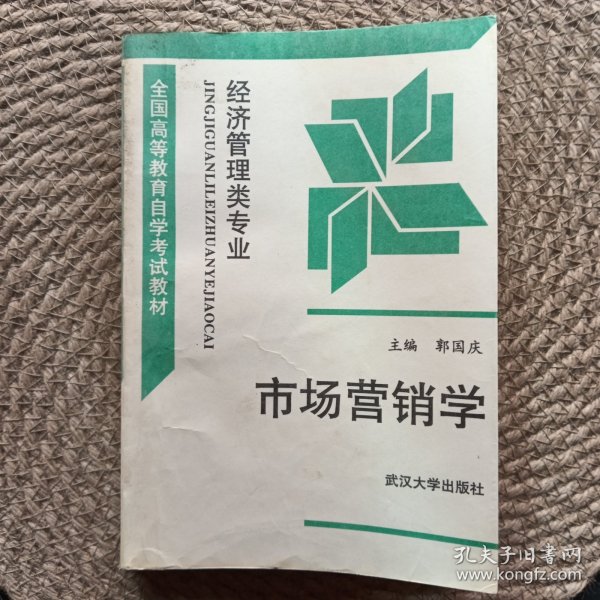 全国高等教育自学考试教材
经济管理类专业
JINGJIGUANLILEIZHUANYEJIAOCAI
主编 郭国庆
市场营销学
武汉大学出版社
孔夫子旧书网
www.kongfz.com